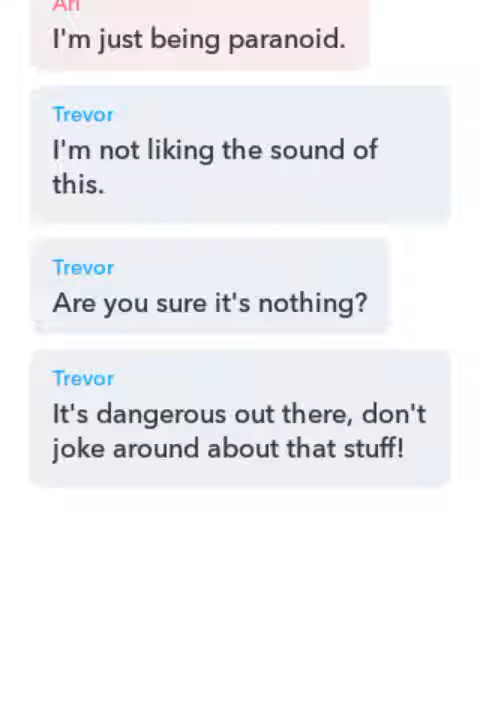 Ari
I'm just being paranoid.
Trevor
I'm not liking the sound of
this.
Trevor
Are you sure it's nothing?
Trevor
It's dangerous out there, don't
joke around about that stuff!